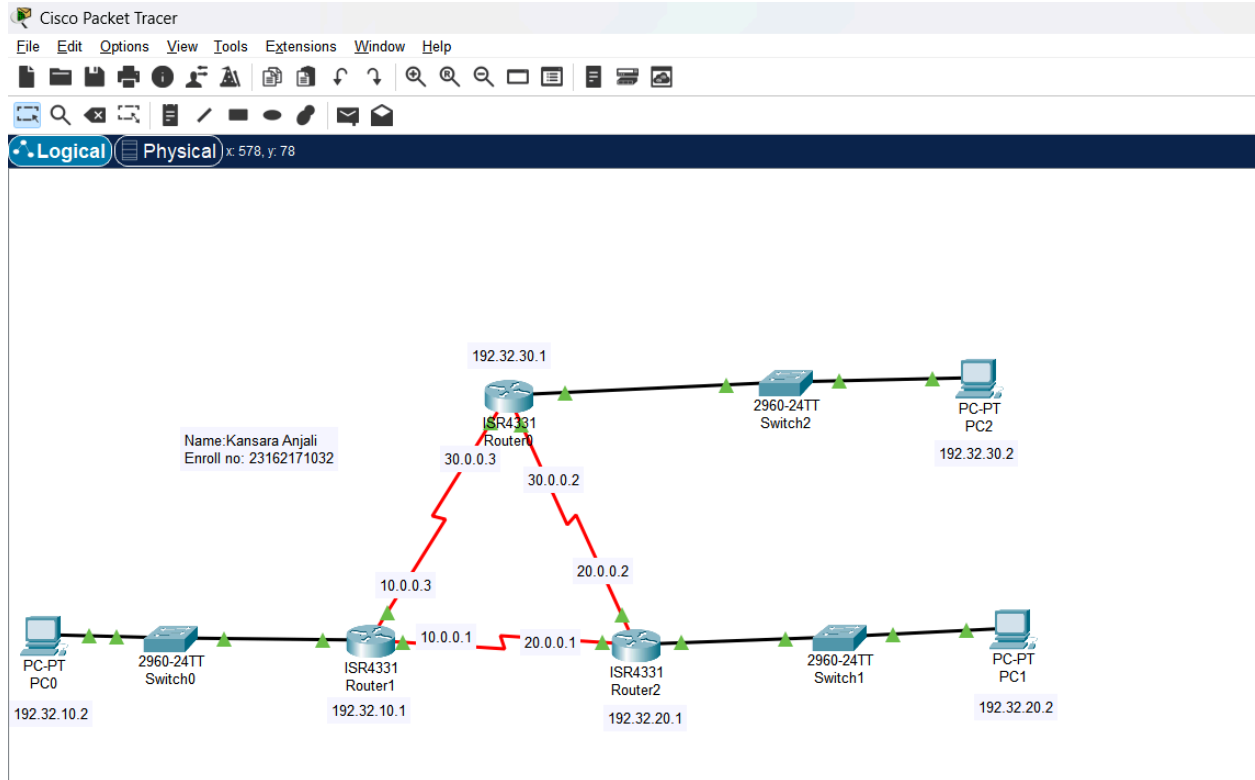 Cisco Packet Tracer
File Edit Options View Tools Extensions Window Help
Logical Physical x: 578, y: 78
192.32.30.1
ISR4331
Router0
2960-24TT
Switch2
PC-PT
PC2
192.32.30.2
Name:Kansara Anjali
Enroll no: 23162171032
30.0.0.3
30.0.0.2
10.0.0.3
20.0.0.2
10.0.0.1
20.0.0.1
PC-PT
PC0
192.32.10.2
2960-24TT
Switch0
ISR4331
Router1
192.32.10.1
ISR4331
Router2
192.32.20.1
2960-24TT
Switch1
PC-PT
PC1
192.32.20.2